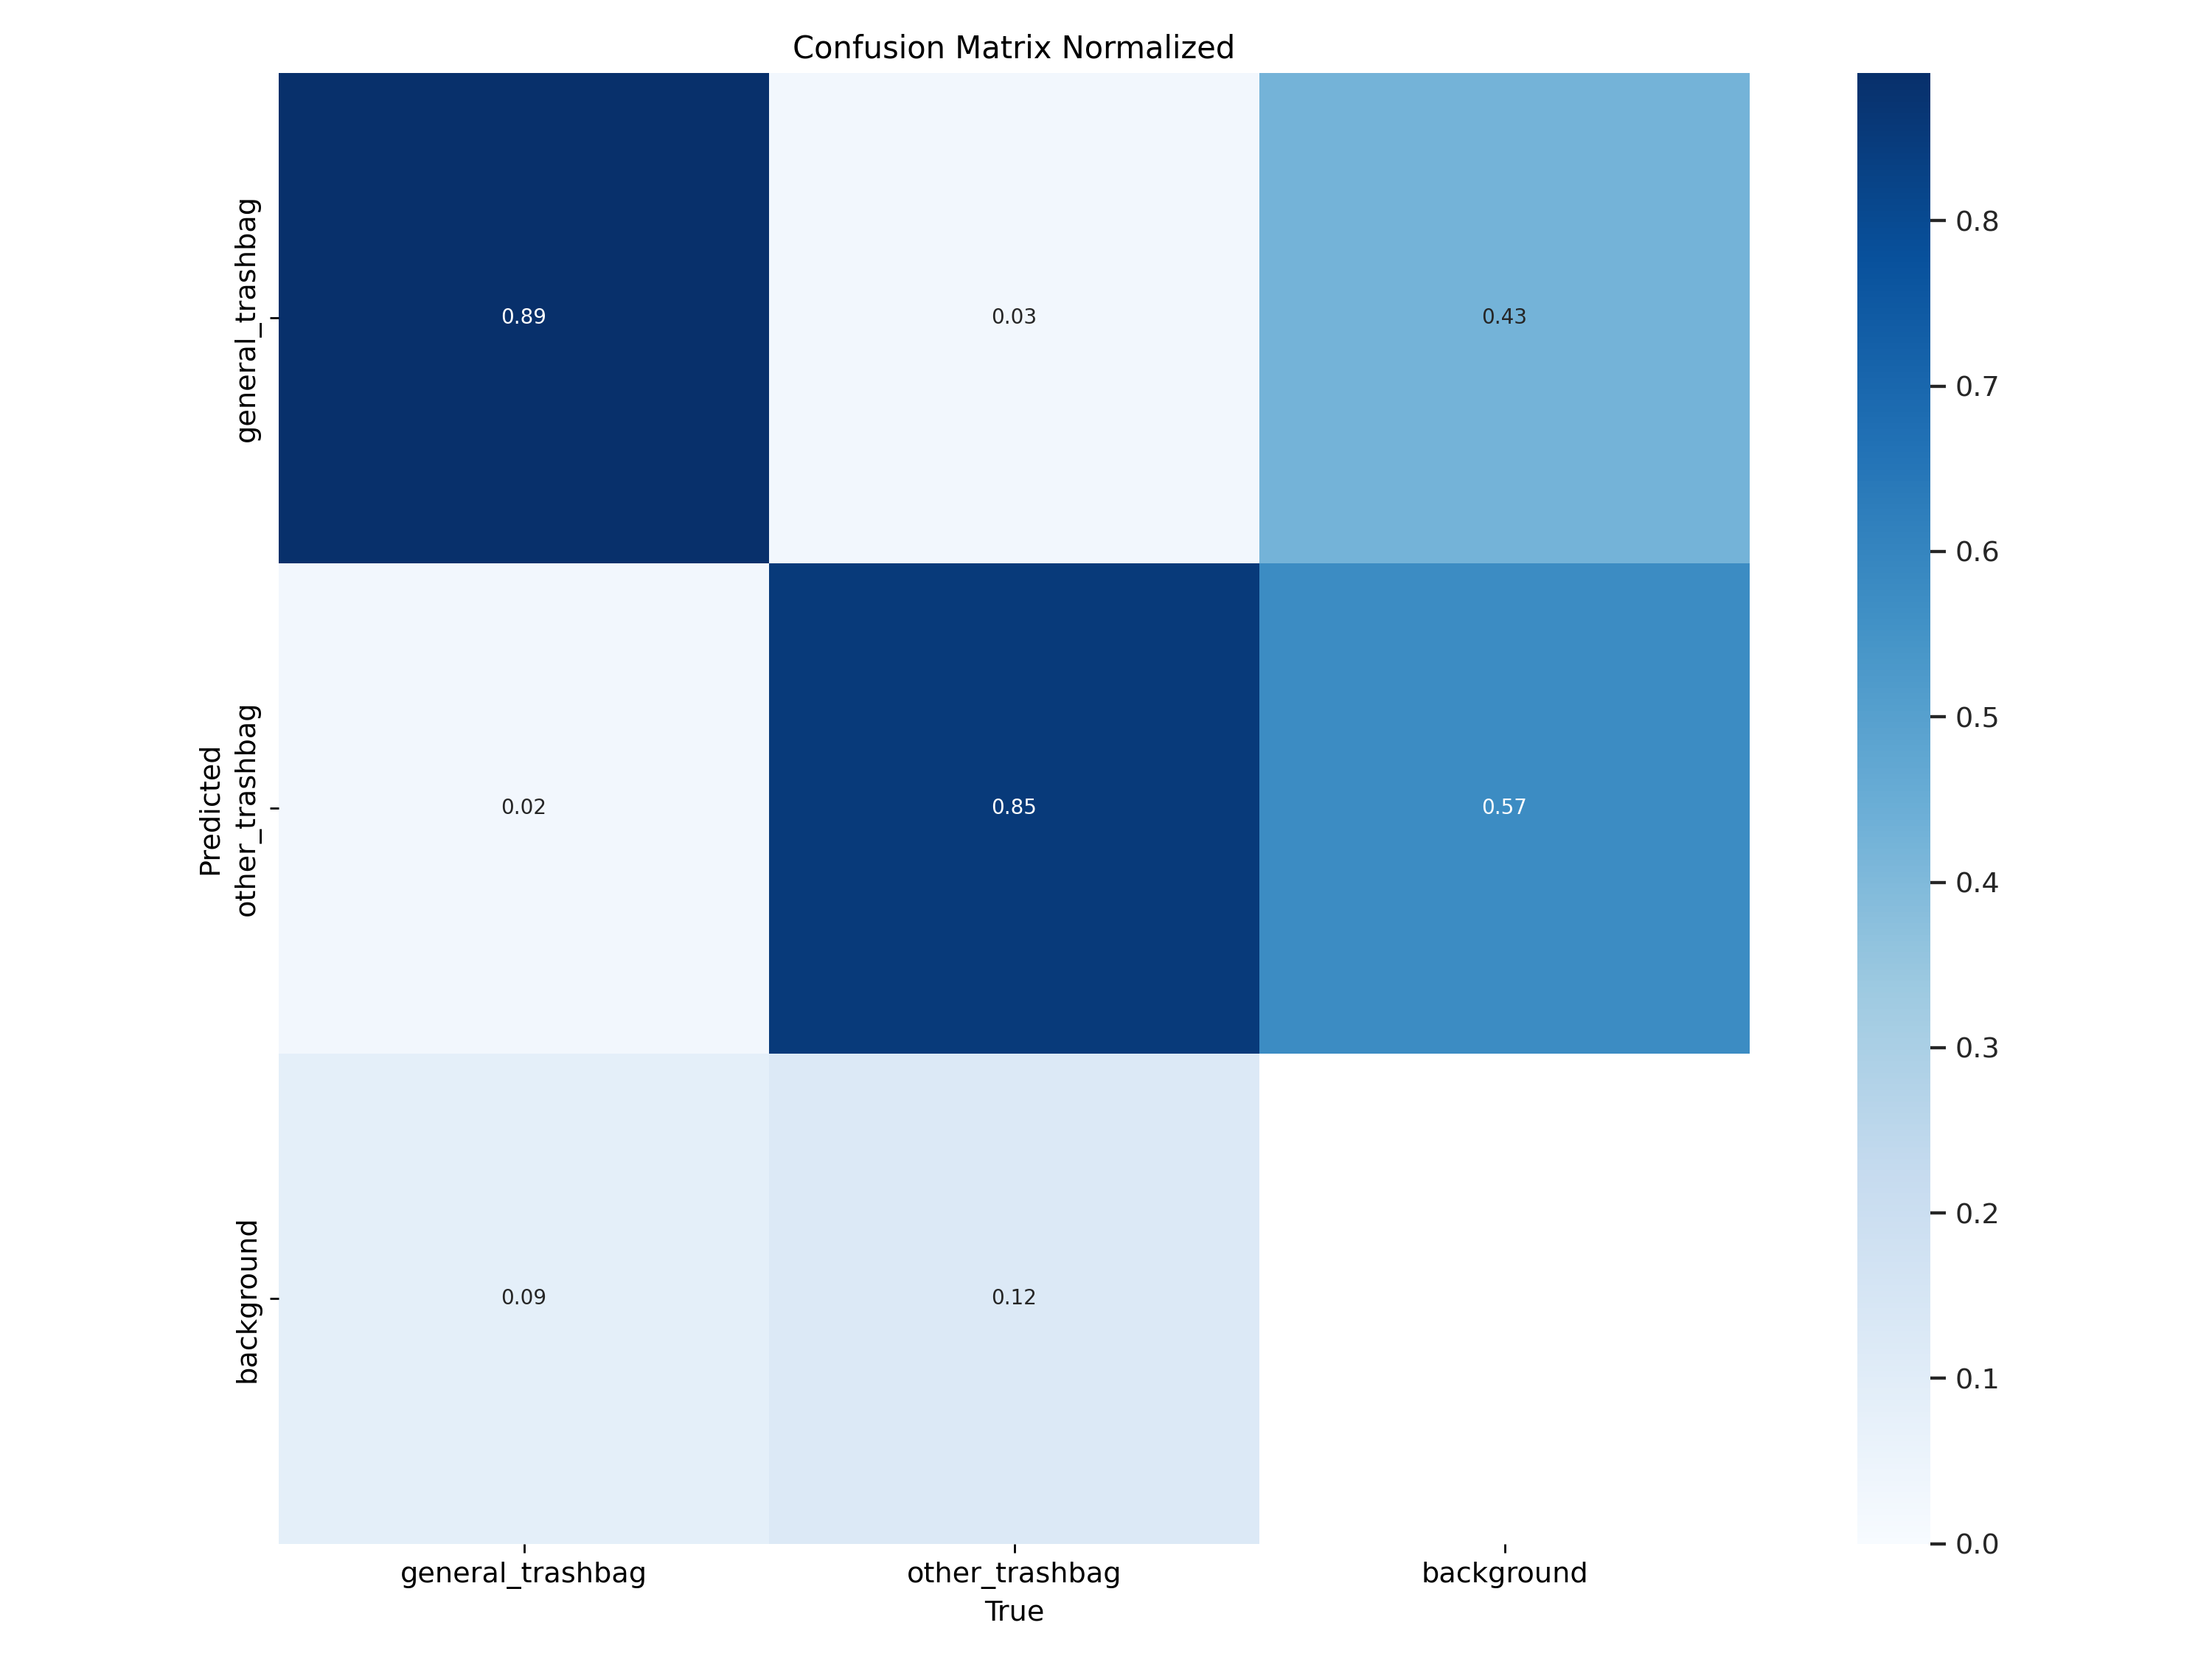 Confusion Matrix Normalized
general_trashbag
0.89
0.03
0.43
other_trashbag
0.02
0.85
0.57
background
0.09
0.12
Predicted
general_trashbag
other_trashbag
background
True
0.8
0.7
0.6
0.5
0.4
0.3
0.2
0.1
0.0